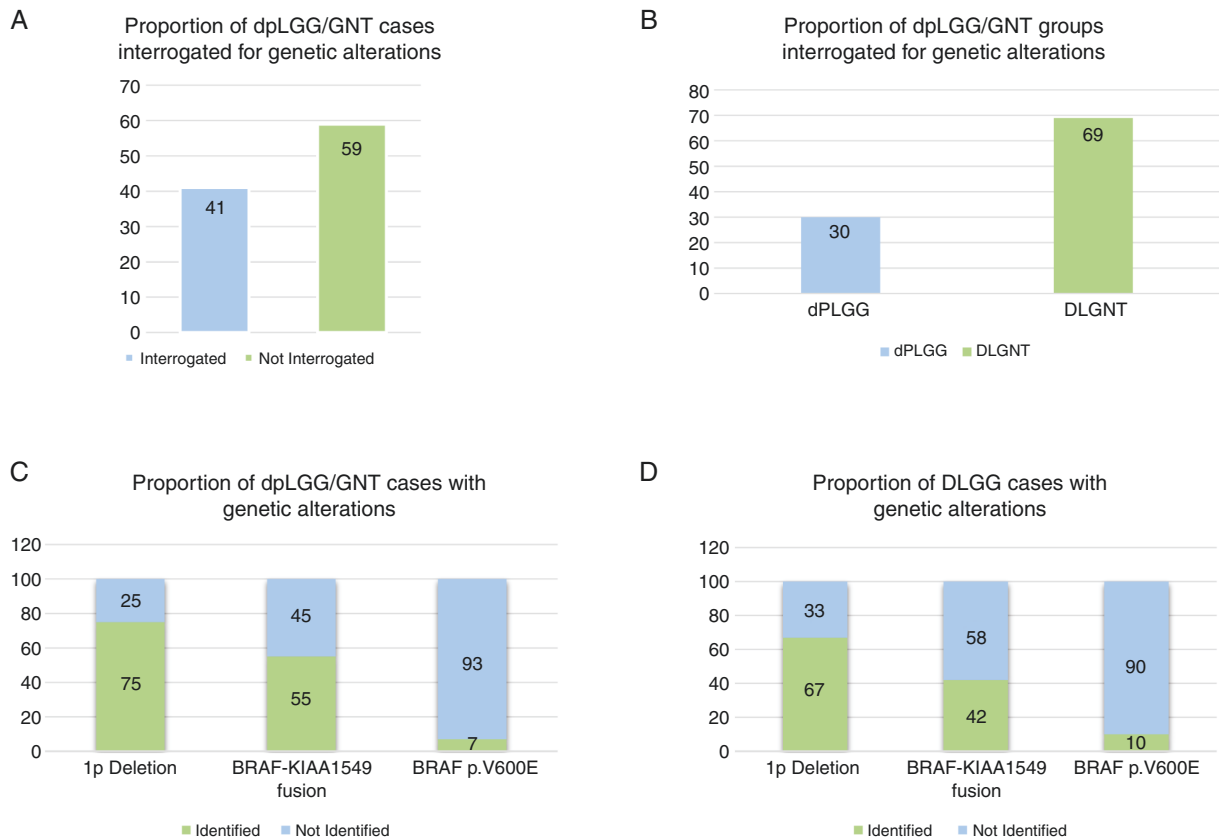 A
Proportion of dpLGG/GNT cases
interrogated for genetic alterations
70
60
50
40
30
20
10
0
41
59
Interrogated Not Interrogated
B
Proportion of dpLGG/GNT groups
interrogated for genetic alterations
80
70
60
50
40
30
20
10
0
30
69
dPLGG DLGNT
dPLGG DLGNT
C
Proportion of dpLGG/GNT cases with
genetic alterations
120
100
80
60
40
20
0
25
75
45
55
93
7
1p Deletion BRAF-KIAA1549 BRAF p.V600E
fusion
Identified Not Identified
D
Proportion of DLGG cases with
genetic alterations
120
100
80
60
40
20
0
33
67
58
42
90
10
1p Deletion BRAF-KIAA1549 BRAF p.V600E
fusion
Identified Not Identified